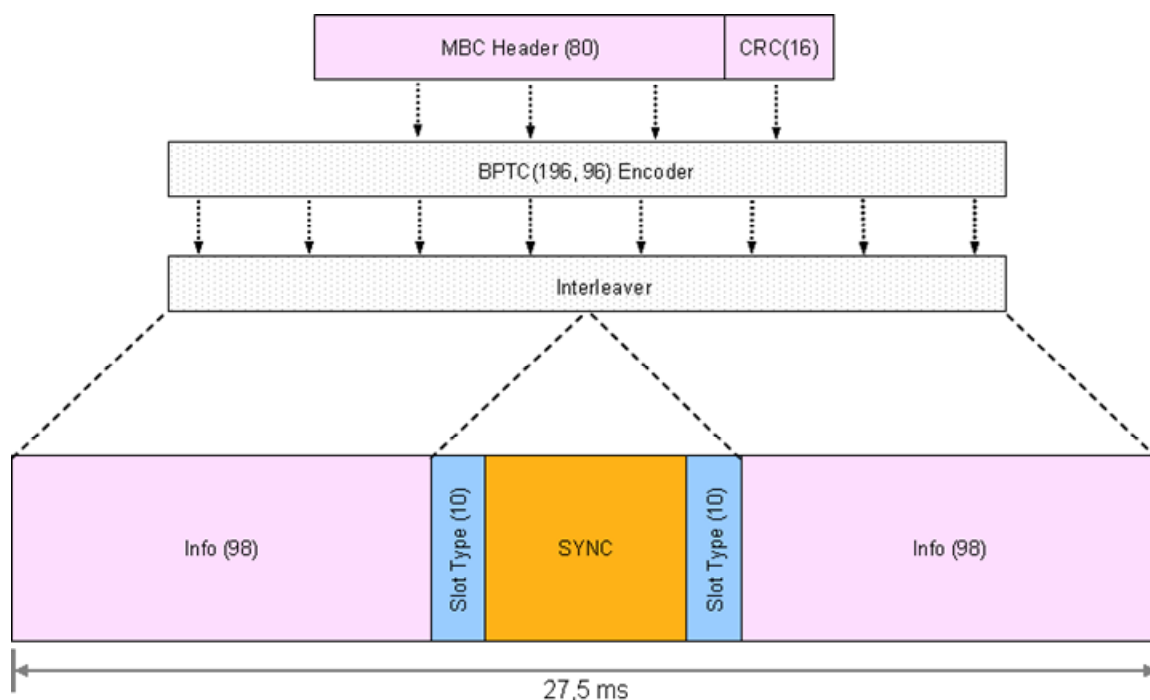 MBC Header (80)
CRC(16)
BPTC(196, 96) Encoder
Interleaver
Info (98)
Slot Type (10)
SYNC
Slot Type (10)
Info (98)
27,5 ms